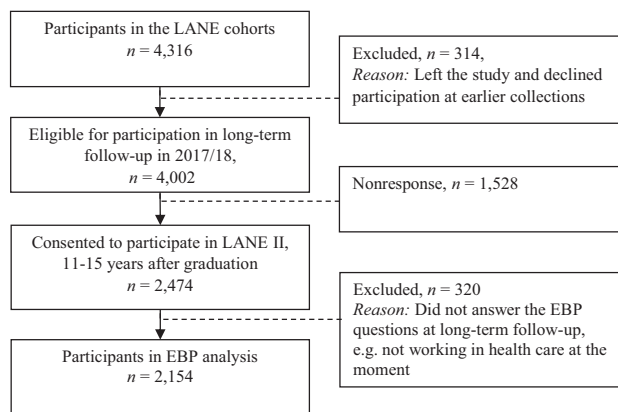 Participants in the LANE cohorts
n = 4,316
Excluded, n = 314,
Reason: Left the study and declined
participation at earlier collections
Eligible for participation in long-term
follow-up in 2017/18,
n = 4,002
Nonresponse, n = 1,528
Consented to participate in LANE II,
11-15 years after graduation
n = 2,474
Excluded, n = 320
Reason: Did not answer the EBP
questions at long-term follow-up,
e.g. not working in health care at the
moment
Participants in EBP analysis
n = 2,154